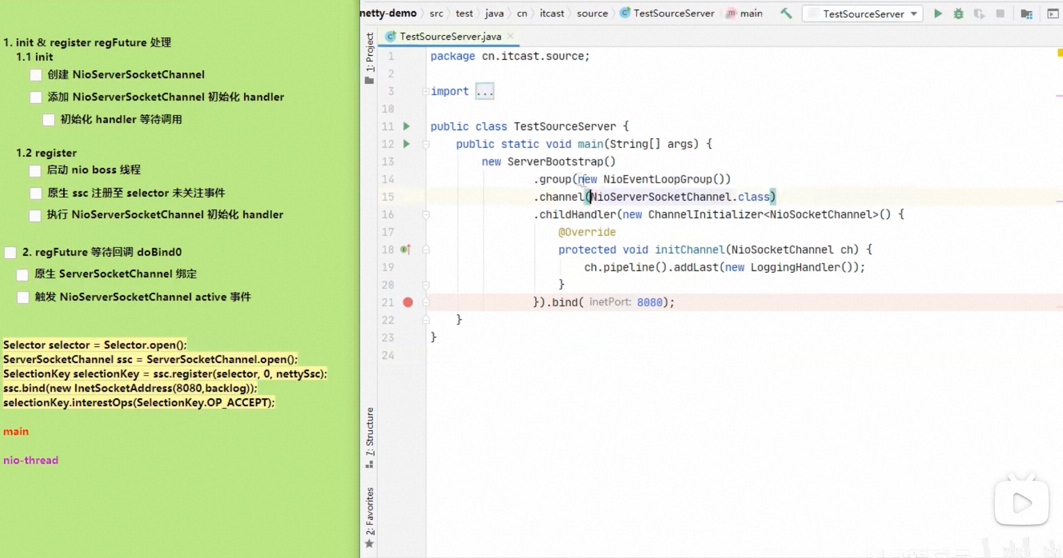 1. init & register regFuture 处理
1.1 init
创建 NioServerSocketChannel
添加 NioServerSocketChannel 初始化 handler
初始化 handler 等待调用
1.2 register
启动 nio boss 线程
原生 ssc 注册至 selector 未关注事件
执行 NioServerSocketChannel 初始化 handler
2. regFuture 等待回调 doBind0
原生 ServerSocketChannel 绑定
触发 NioServerSocketChannel active 事件
Selector selector = Selector.open();
ServerSocketChannel ssc = ServerSocketChannel.open();
SelectionKey selectionKey = ssc.register(selector, 0, nettySsc);
ssc.bind(new InetSocketAddress(8080,backlog));
selectionKey.interestOps(SelectionKey.OP_ACCEPT);
main
nio-thread
netty-demo src test java cn itcast source TestSourceServer main TestSourceServer
1: Project
TestSourceServer.java
1 package cn.itcast.source;
2
3 import ...
10
11 public class TestSourceServer {
12 public static void main(String[] args) {
13 new ServerBootstrap()
14 .group(new NioEventLoopGroup())
15 .channel(NioServerSocketChannel.class)
16 .childHandler(new ChannelInitializer<NioSocketChannel>() {
17 @Override
18 protected void initChannel(NioSocketChannel ch) {
19 ch.pipeline().addLast(new LoggingHandler());
20 }
21 }).bind( inetPort: 8080);
22 }
23 }
24
7: Structure
2: Favorites